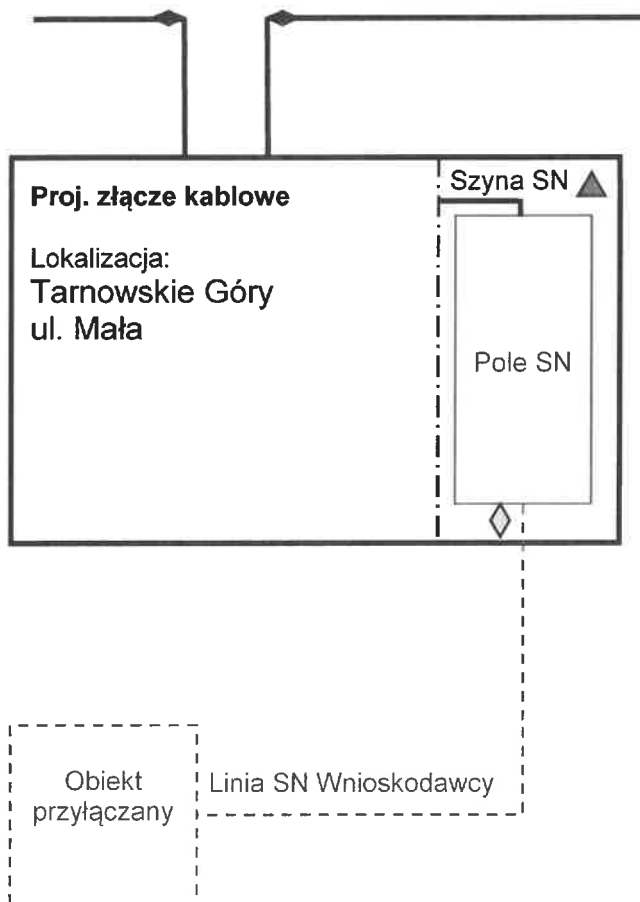 Proj. złącze kablowe
Szyna SN
Lokalizacja:
Tarnowskie Góry
ul. Mała
Pole SN
Obiekt
przyłączany
Linia SN Wnioskodawcy